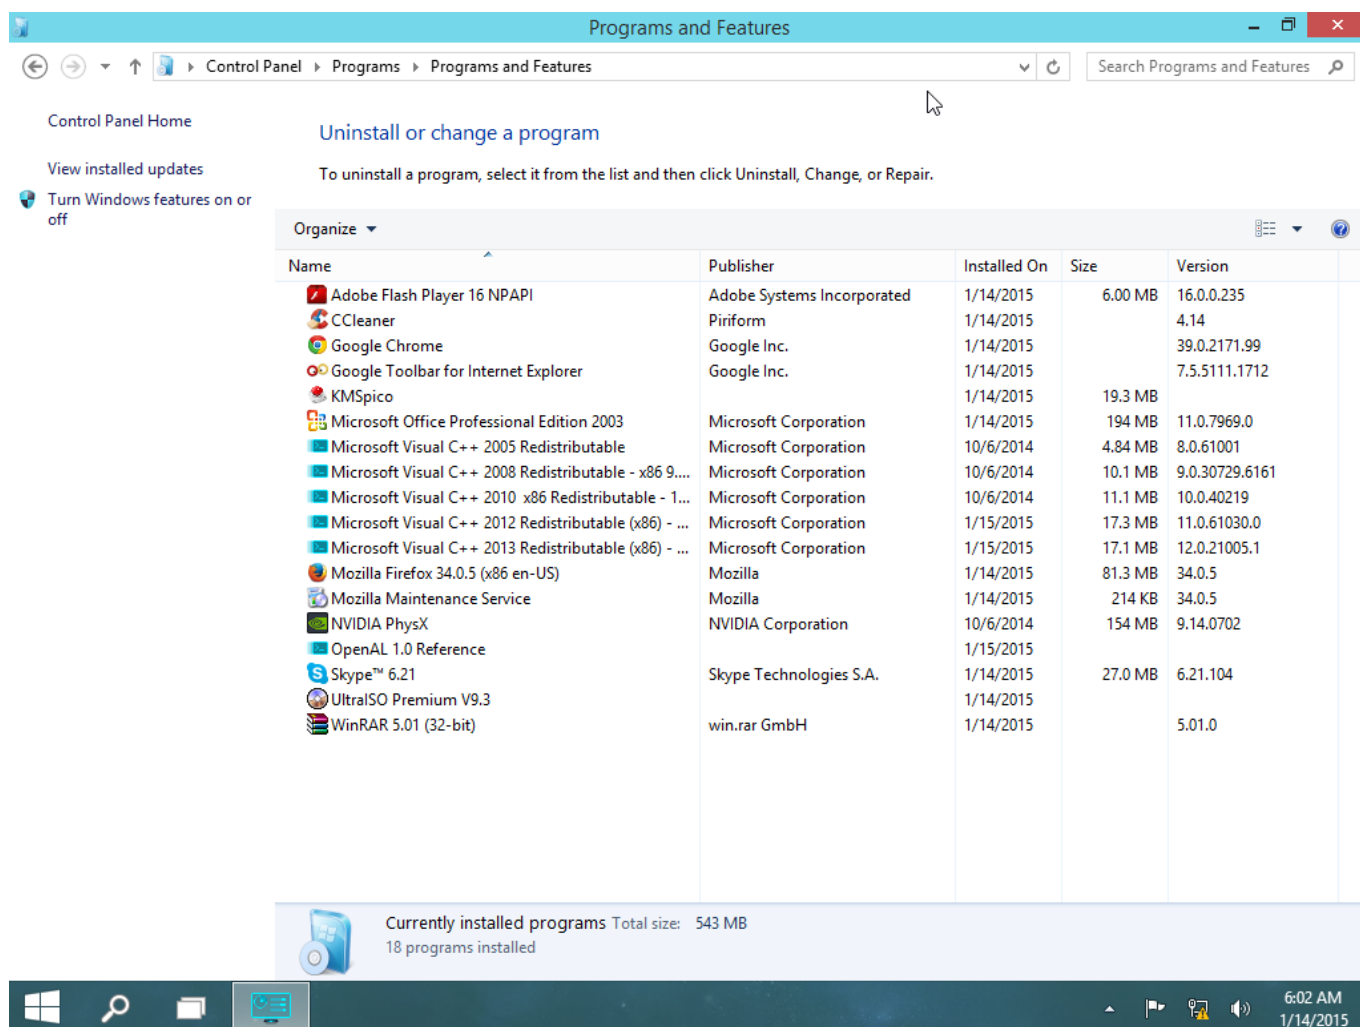 Programs and Features
Control Panel Programs Programs and Features
Search Programs and Features
Control Panel Home
View installed updates
Turn Windows features on or
off
Uninstall or change a program
To uninstall a program, select it from the list and then click Uninstall, Change, or Repair.
Organize
Name Publisher Installed On Size Version
Adobe Flash Player 16 NPAPI Adobe Systems Incorporated 1/14/2015 6.00 MB 16.0.0.235
CCleaner Piriform 1/14/2015 4.14
Google Chrome Google Inc. 1/14/2015 39.0.2171.99
Google Toolbar for Internet Explorer Google Inc. 1/14/2015 7.5.5111.1712
KMSpico 1/14/2015 19.3 MB
Microsoft Office Professional Edition 2003 Microsoft Corporation 1/14/2015 194 MB 11.0.7969.0
Microsoft Visual C++ 2005 Redistributable Microsoft Corporation 10/6/2014 4.84 MB 8.0.61001
Microsoft Visual C++ 2008 Redistributable - x86 9.... Microsoft Corporation 10/6/2014 10.1 MB 9.0.30729.6161
Microsoft Visual C++ 2010  x86 Redistributable - 1... Microsoft Corporation 10/6/2014 11.1 MB 10.0.40219
Microsoft Visual C++ 2012 Redistributable (x86) - ... Microsoft Corporation 1/15/2015 17.3 MB 11.0.61030.0
Microsoft Visual C++ 2013 Redistributable (x86) - ... Microsoft Corporation 1/15/2015 17.1 MB 12.0.21005.1
Mozilla Firefox 34.0.5 (x86 en-US) Mozilla 1/14/2015 81.3 MB 34.0.5
Mozilla Maintenance Service Mozilla 1/14/2015 214 KB 34.0.5
NVIDIA PhysX NVIDIA Corporation 10/6/2014 154 MB 9.14.0702
OpenAL 1.0 Reference 1/15/2015
Skype™ 6.21 Skype Technologies S.A. 1/14/2015 27.0 MB 6.21.104
UltraISO Premium V9.3 1/14/2015
WinRAR 5.01 (32-bit) win.rar GmbH 1/14/2015 5.01.0
Currently installed programs Total size: 543 MB
18 programs installed
6:02 AM
1/14/2015